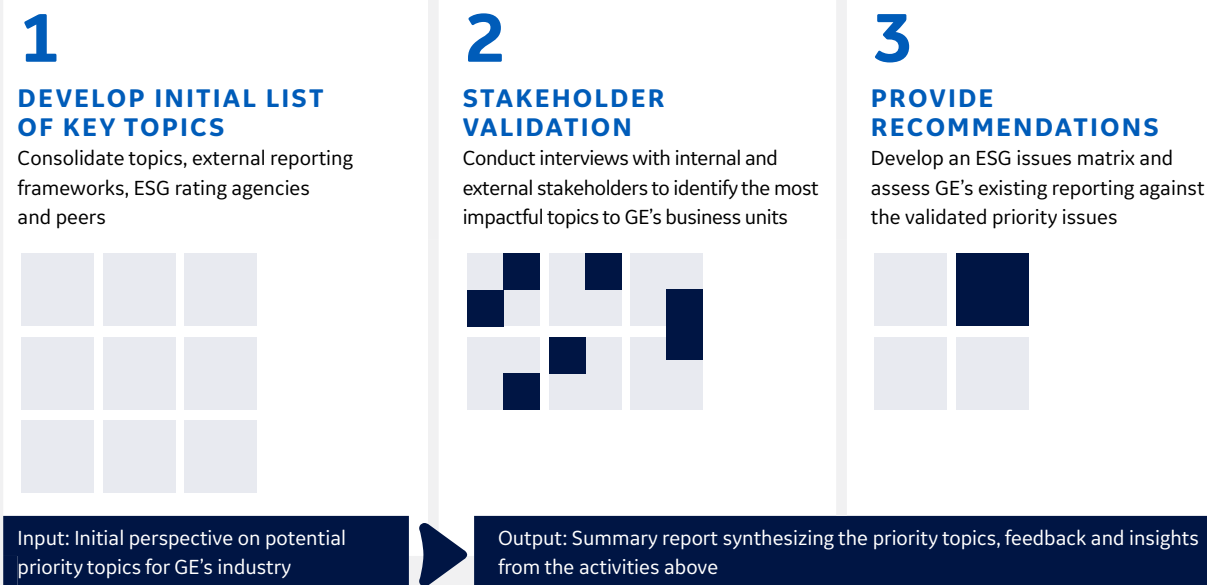 1
DEVELOP INITIAL LIST
OF KEY TOPICS
Consolidate topics, external reporting
frameworks, ESG rating agencies
and peers
2
STAKEHOLDER
VALIDATION
Conduct interviews with internal and
external stakeholders to identify the most
impactful topics to GE's business units
3
PROVIDE
RECOMMENDATIONS
Develop an ESG issues matrix and
assess GE's existing reporting against
the validated priority issues
Input: Initial perspective on potential
priority topics for GE's industry
Output: Summary report synthesizing the priority topics, feedback and insights
from the activities above